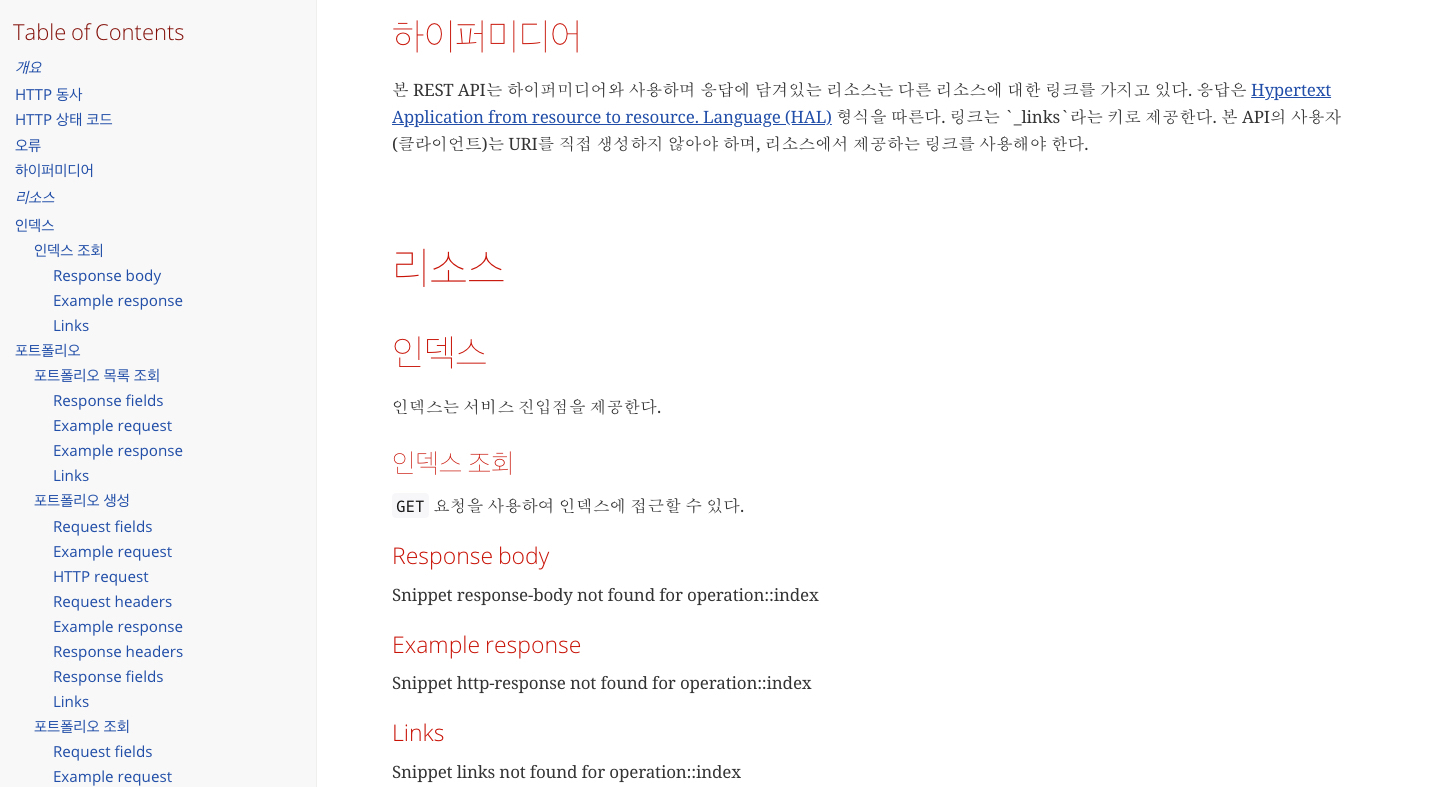 Table of Contents
개요
HTTP 동사
HTTP 상태 코드
오류
하이퍼미디어
리소스
인덱스
인덱스 조회
Response body
Example response
Links
포트폴리오
포트폴리오 목록 조회
Response fields
Example request
Example response
Links
포트폴리오 생성
Request fields
Example request
HTTP request
Request headers
Example response
Response headers
Response fields
Links
포트폴리오 조회
Request fields
Example request
하이퍼미디어
본 REST API는 하이퍼미디어와 사용하며 응답에 담겨있는 리소스는 다른 리소스에 대한 링크를 가지고 있다. 응답은 Hypertext
Application from resource to resource. Language (HAL) 형식을 따른다. 링크는 `_links`라는 키로 제공한다. 본 API의 사용자
(클라이언트)는 URI를 직접 생성하지 않아야 하며, 리소스에서 제공하는 링크를 사용해야 한다.
리소스
인덱스
인덱스는 서비스 진입점을 제공한다.
인덱스 조회
GET 요청을 사용하여 인덱스에 접근할 수 있다.
Response body
Snippet response-body not found for operation::index
Example response
Snippet http-response not found for operation::index
Links
Snippet links not found for operation::index